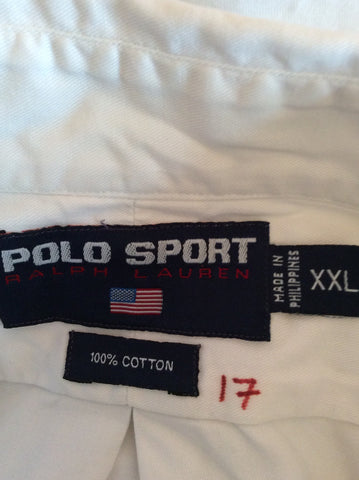 POLO SPORT
RALPH LAUREN
MADE IN
PHILIPPINES
XXL
100% COTTON
17